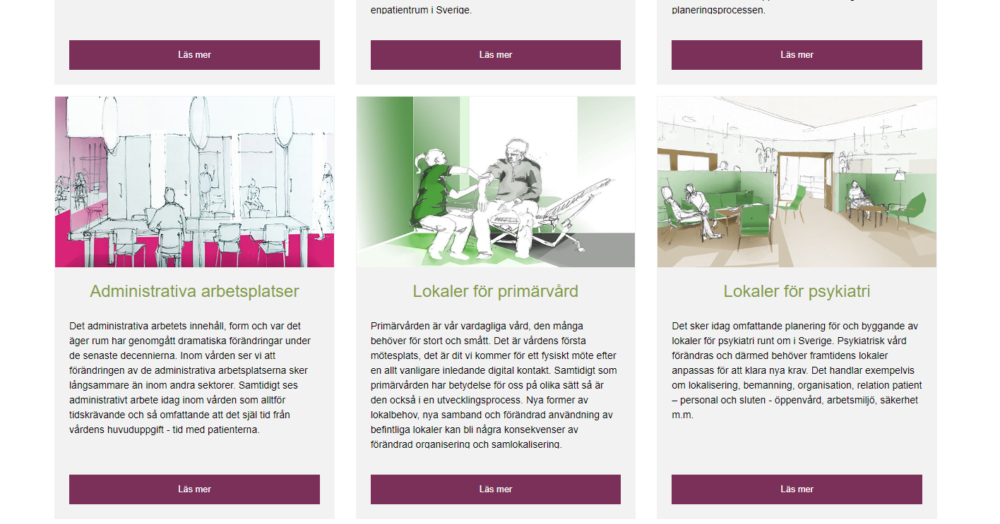 enpatientrum i Sverige.
planeringsprocessen.
Läs mer
Läs mer
Läs mer
Administrativa arbetsplatser
Det administrativa arbetets innehåll, form och var det
äger rum har genomgått dramatiska förändringar under
de senaste decennierna. Inom vården ser vi att
förändringen av de administrativa arbetsplatserna sker
långsammare än inom andra sektorer. Samtidigt ses
administrativt arbete idag inom vården som alltför
tidskrävande och så omfattande att det själ tid från
vårdens huvuduppgift - tid med patienterna.
Läs mer
Lokaler för primärvård
Primärvården är vår vardagliga vård, den många
behöver för stort och smått. Det är vårdens första
mötesplats, det är dit vi kommer för ett fysiskt möte efter
en allt vanligare inledande digital kontakt. Samtidigt som
primärvården har betydelse för oss på olika sätt så är
den också i en utvecklingsprocess. Nya former av
lokalbehov, nya samband och förändrad användning av
befintliga lokaler kan bli några konsekvenser av
förändrad organisering och samlokalisering.
Läs mer
Lokaler för psykiatri
Det sker idag omfattande planering för och byggande av
lokaler för psykiatri runt om i Sverige. Psykiatrisk vård
förändras och därmed behöver framtidens lokaler
anpassas för att klara nya krav. Det handlar exempelvis
om lokalisering, bemanning, organisation, relation patient
– personal och sluten - öppenvård, arbetsmiljö, säkerhet
m.m.
Läs mer